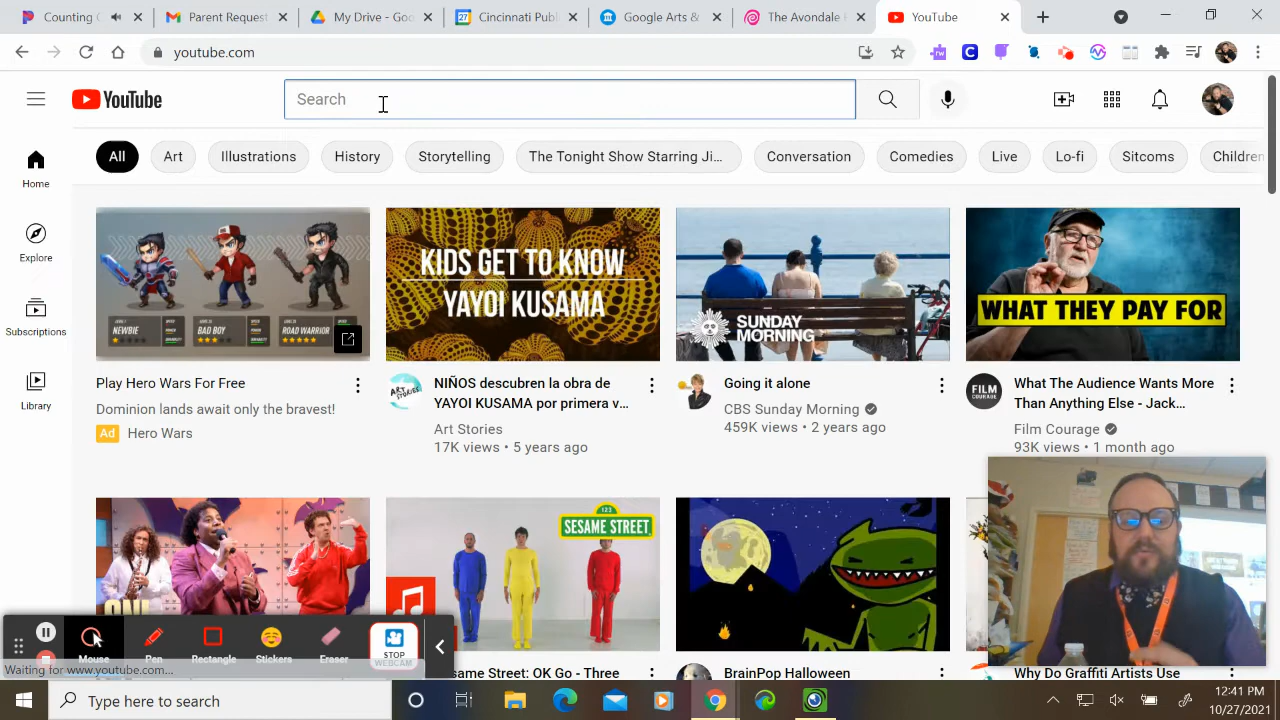 Counting C
Parent Request
My Drive - Goo
Cincinnati Publ
Google Arts &
The Avondale
YouTube
youtube.com
YouTube
Search
All
Art
Illustrations
History
Storytelling
The Tonight Show Starring Ji...
Conversation
Comedies
Live
Lo-fi
Sitcoms
Children
Home
Explore
Subscriptions
Library
NEWBIE
BAD BOY
ROAD WARRIOR
KIDS GET TO KNOW
YAYOI KUSAMA
SUNDAY
MORNING
WHAT THEY PAY FOR
Play Hero Wars For Free
Dominion lands await only the bravest!
Ad Hero Wars
NIÑOS descubren la obra de
YAYOI KUSAMA por primera v...
Art Stories
17K views • 5 years ago
Going it alone
CBS Sunday Morning
459K views • 2 years ago
What The Audience Wants More
Than Anything Else - Jack...
Film Courage
93K views • 1 month ago
FILM
COURAGE
ART
STORIES
123
SESAME STREET
Mouse
Pen
Rectangle
Stickers
Eraser
STOP
WEBCAM
Waiting for www.youtube.com...
Sesame Street: OK Go - Three
BrainPop Halloween
Why Do Graffiti Artists Use
Type here to search
12:41 PM
10/27/2021